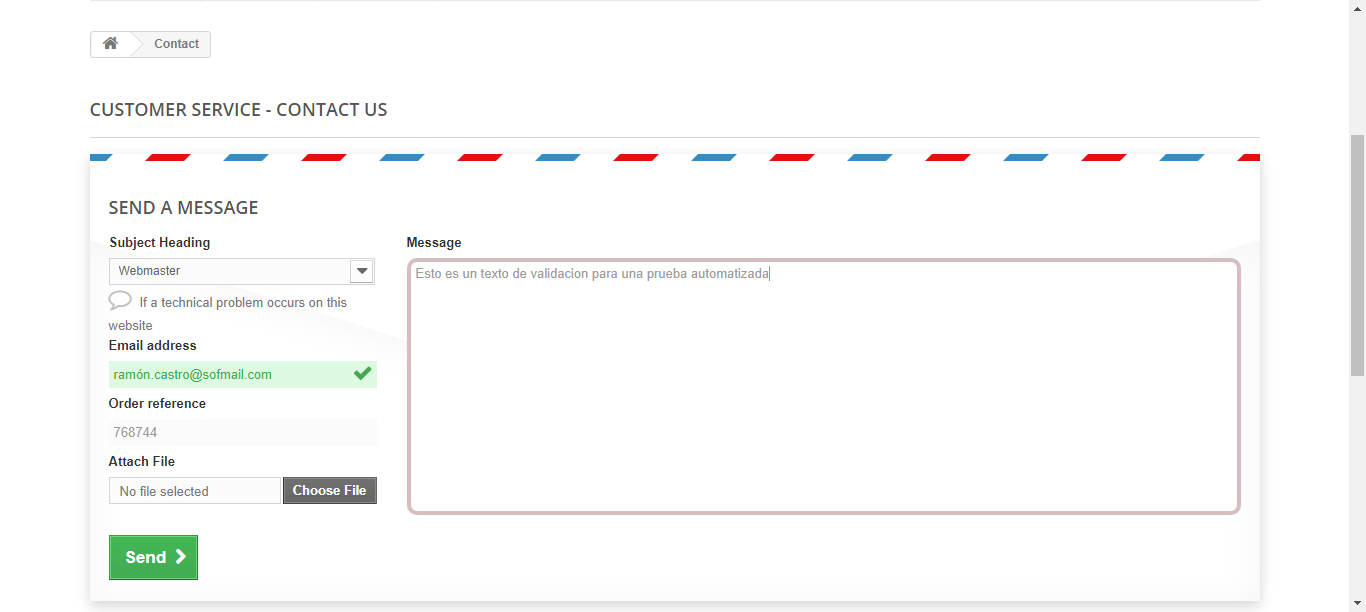 Contact
CUSTOMER SERVICE - CONTACT US
SEND A MESSAGE
Subject Heading
Webmaster
If a technical problem occurs on this
website
Email address
ramón.castro@sofmail.com
Order reference
768744
Attach File
No file selected
Choose File
Send
Message
Esto es un texto de validacion para una prueba automatizada